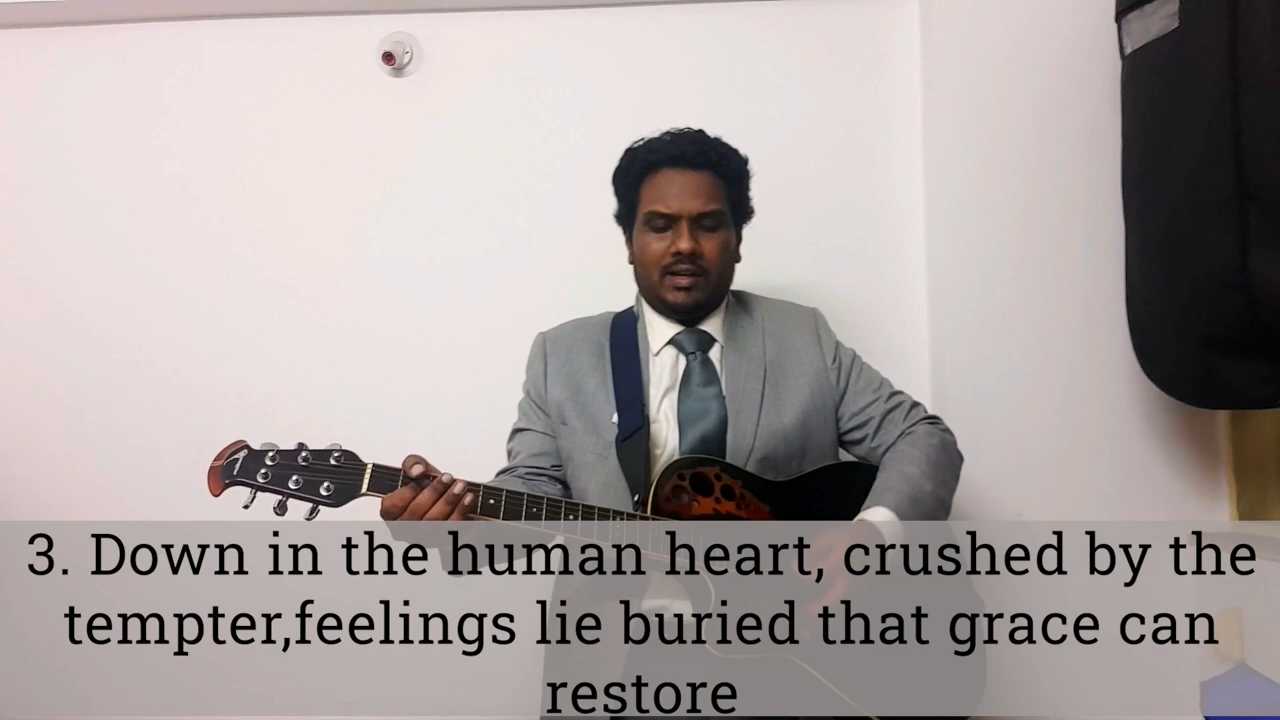 3. Down in the human heart, crushed by the
tempter,feelings lie buried that grace can
restore